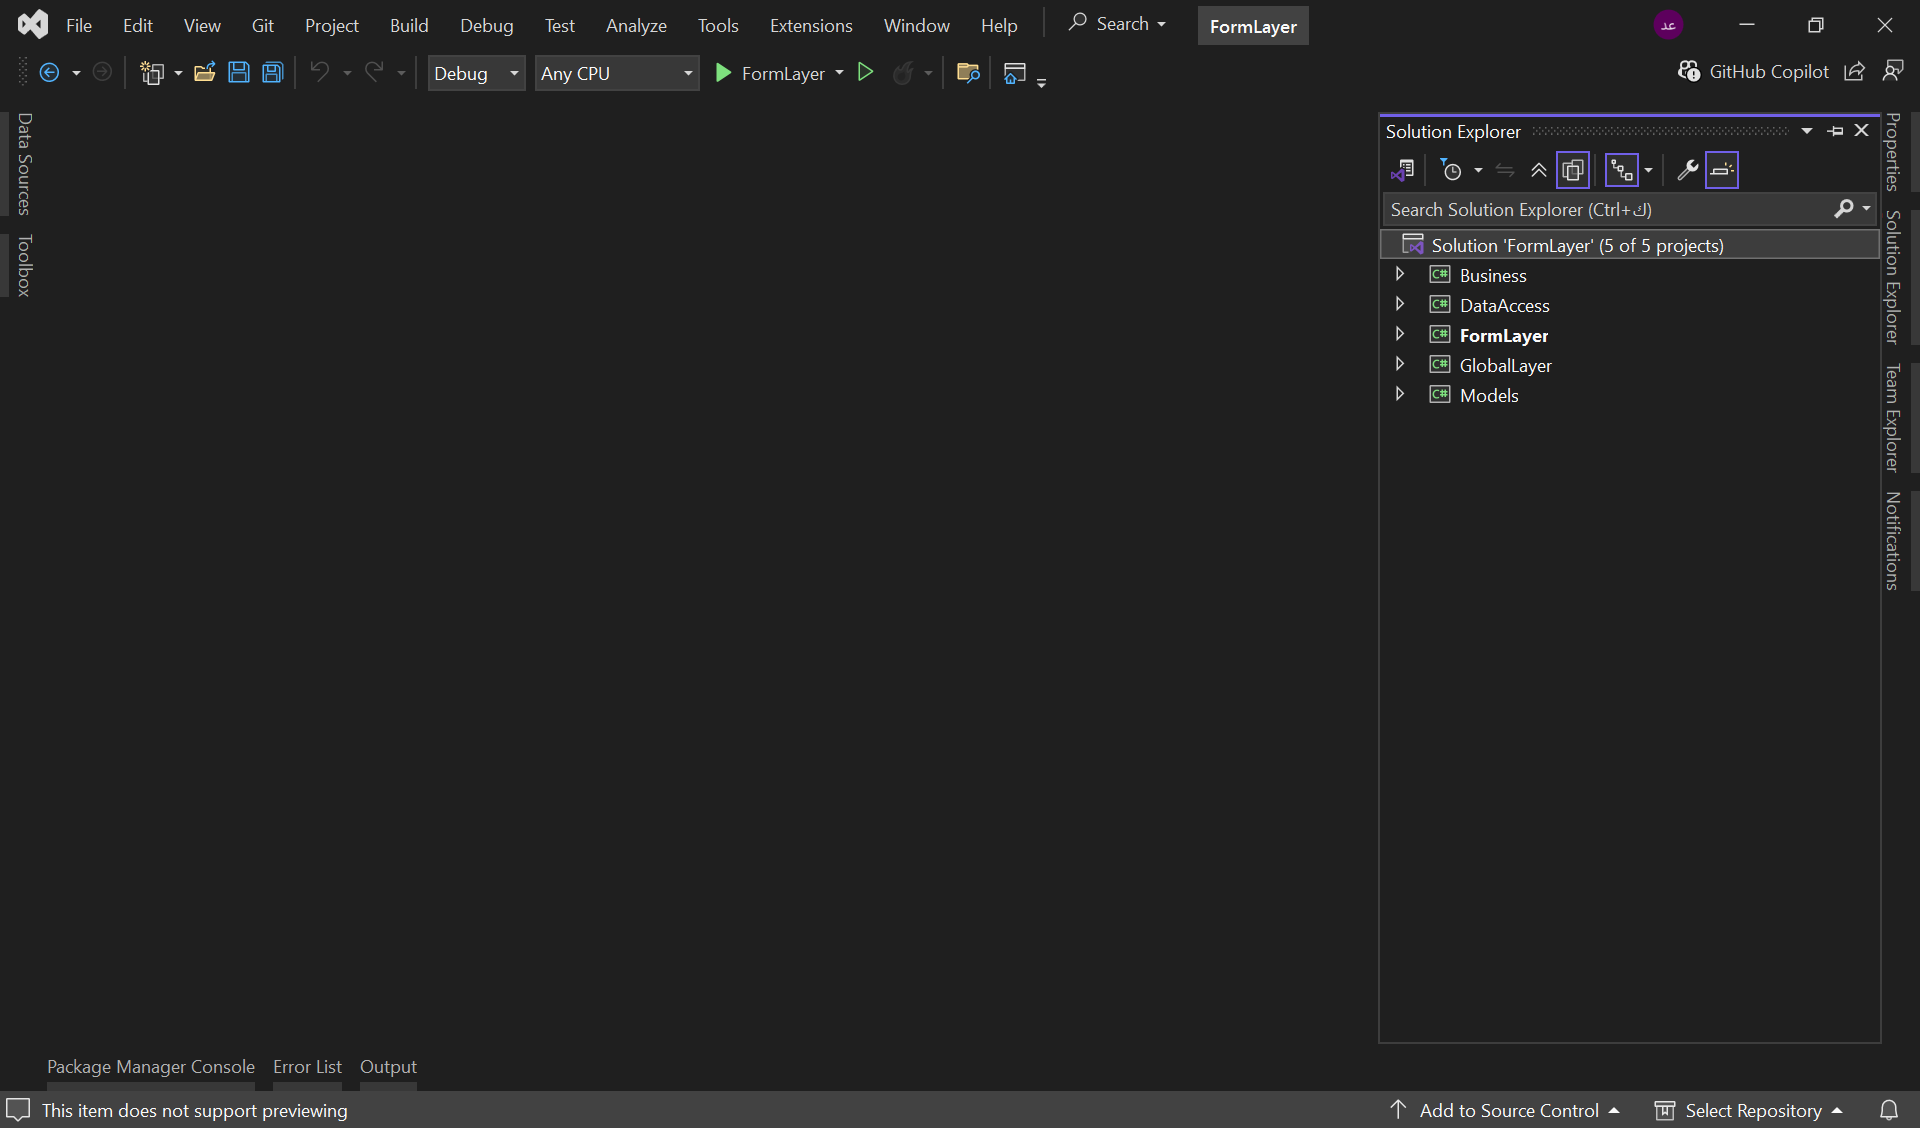 File Edit View Git Project Build Debug Test Analyze Tools Extensions Window Help Search FormLayer عد
Debug Any CPU FormLayer GitHub Copilot
Data Sources
Toolbox
Solution Explorer
Search Solution Explorer (Ctrl+ك)
Solution 'FormLayer' (5 of 5 projects)
C# Business
C# DataAccess
C# FormLayer
C# GlobalLayer
C# Models
Properties
Solution Explorer
Team Explorer
Notifications
Package Manager Console Error List Output
This item does not support previewing Add to Source Control Select Repository